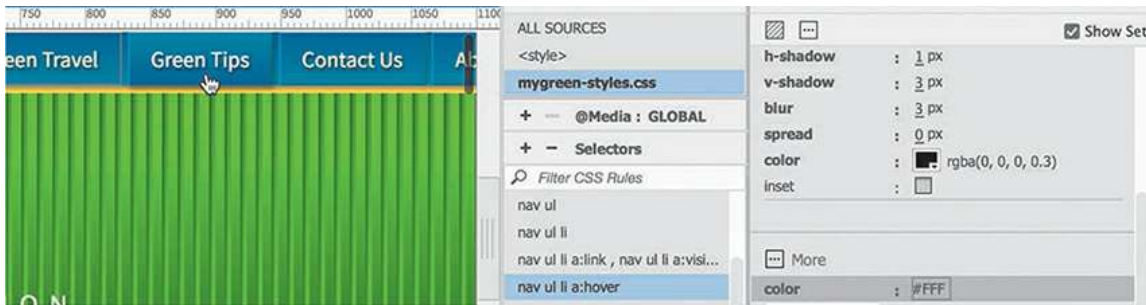 750 800 850 900 950 1000 1050 1100
een Travel Green Tips Contact Us Ab
O N
ALL SOURCES
<style>
mygreen-styles.css
+ − @Media : GLOBAL
+ − Selectors
Filter CSS Rules
nav ul
nav ul li
nav ul li a:link , nav ul li a:visi...
nav ul li a:hover
Show Set
h-shadow : 1 px
v-shadow : 3 px
blur : 3 px
spread : 0 px
color : rgba(0, 0, 0, 0.3)
inset :
More
color : #FFF